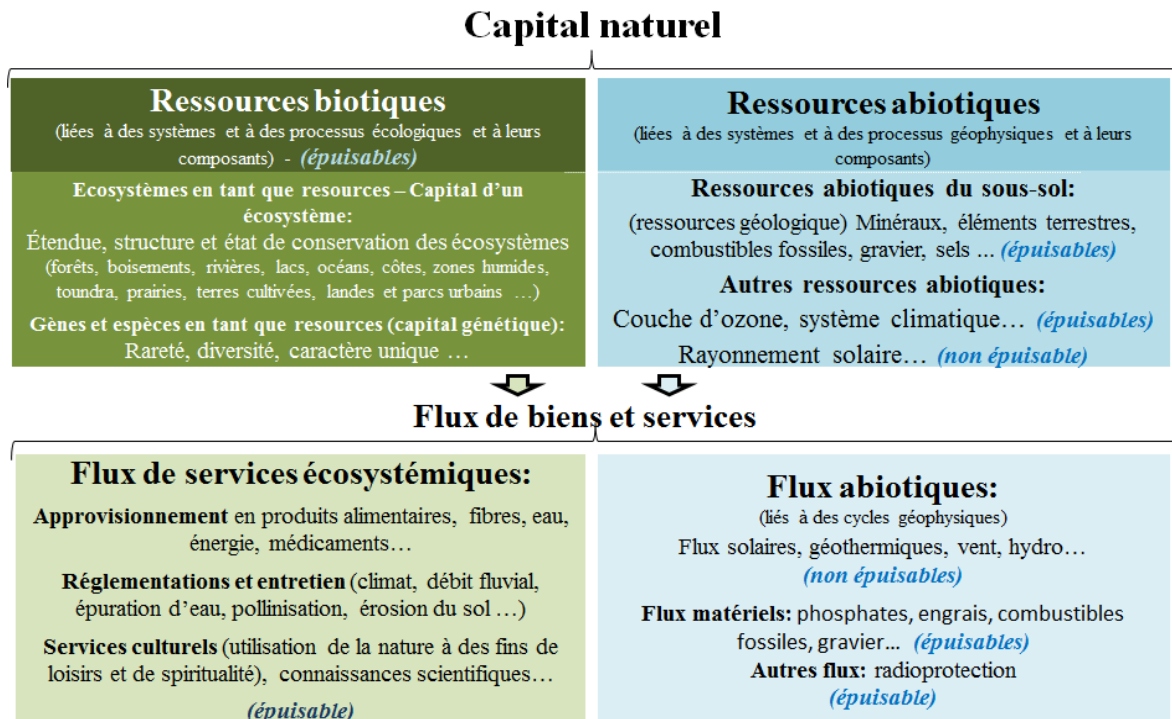 Capital naturel
Ressources biotiques
(liées à des systèmes et à des processus écologiques et à leurs
composants) - (épuisables)
Ecosystèmes en tant que resources – Capital d’un
écosystème:
Étendue, structure et état de conservation des écosystèmes
(forêts, boisements, rivières, lacs, océans, côtes, zones humides,
toundra, prairies, terres cultivées, landes et parcs urbains …)
Gènes et espèces en tant que resources (capital génétique):
Rareté, diversité, caractère unique …
Ressources abiotiques
(liées à des systèmes et à des processus géophysiques et à leurs
composants)
Ressources abiotiques du sous-sol:
(ressources géologique) Minéraux, éléments terrestres,
combustibles fossiles, gravier, sels ... (épuisables)
Autres ressources abiotiques:
Couche d’ozone, système climatique… (épuisables)
Rayonnement solaire… (non épuisable)
Flux de biens et services
Flux de services écosystémiques:
Approvisionnement en produits alimentaires, fibres, eau,
énergie, médicaments…
Réglementations et entretien (climat, débit fluvial,
épuration d’eau, pollinisation, érosion du sol …)
Services culturels (utilisation de la nature à des fins de
loisirs et de spiritualité), connaissances scientifiques…
(épuisable)
Flux abiotiques:
(liés à des cycles géophysiques)
Flux solaires, géothermiques, vent, hydro…
(non épuisables)
Flux matériels: phosphates, engrais, combustibles
fossiles, gravier… (épuisables)
Autres flux: radioprotection
(épuisable)